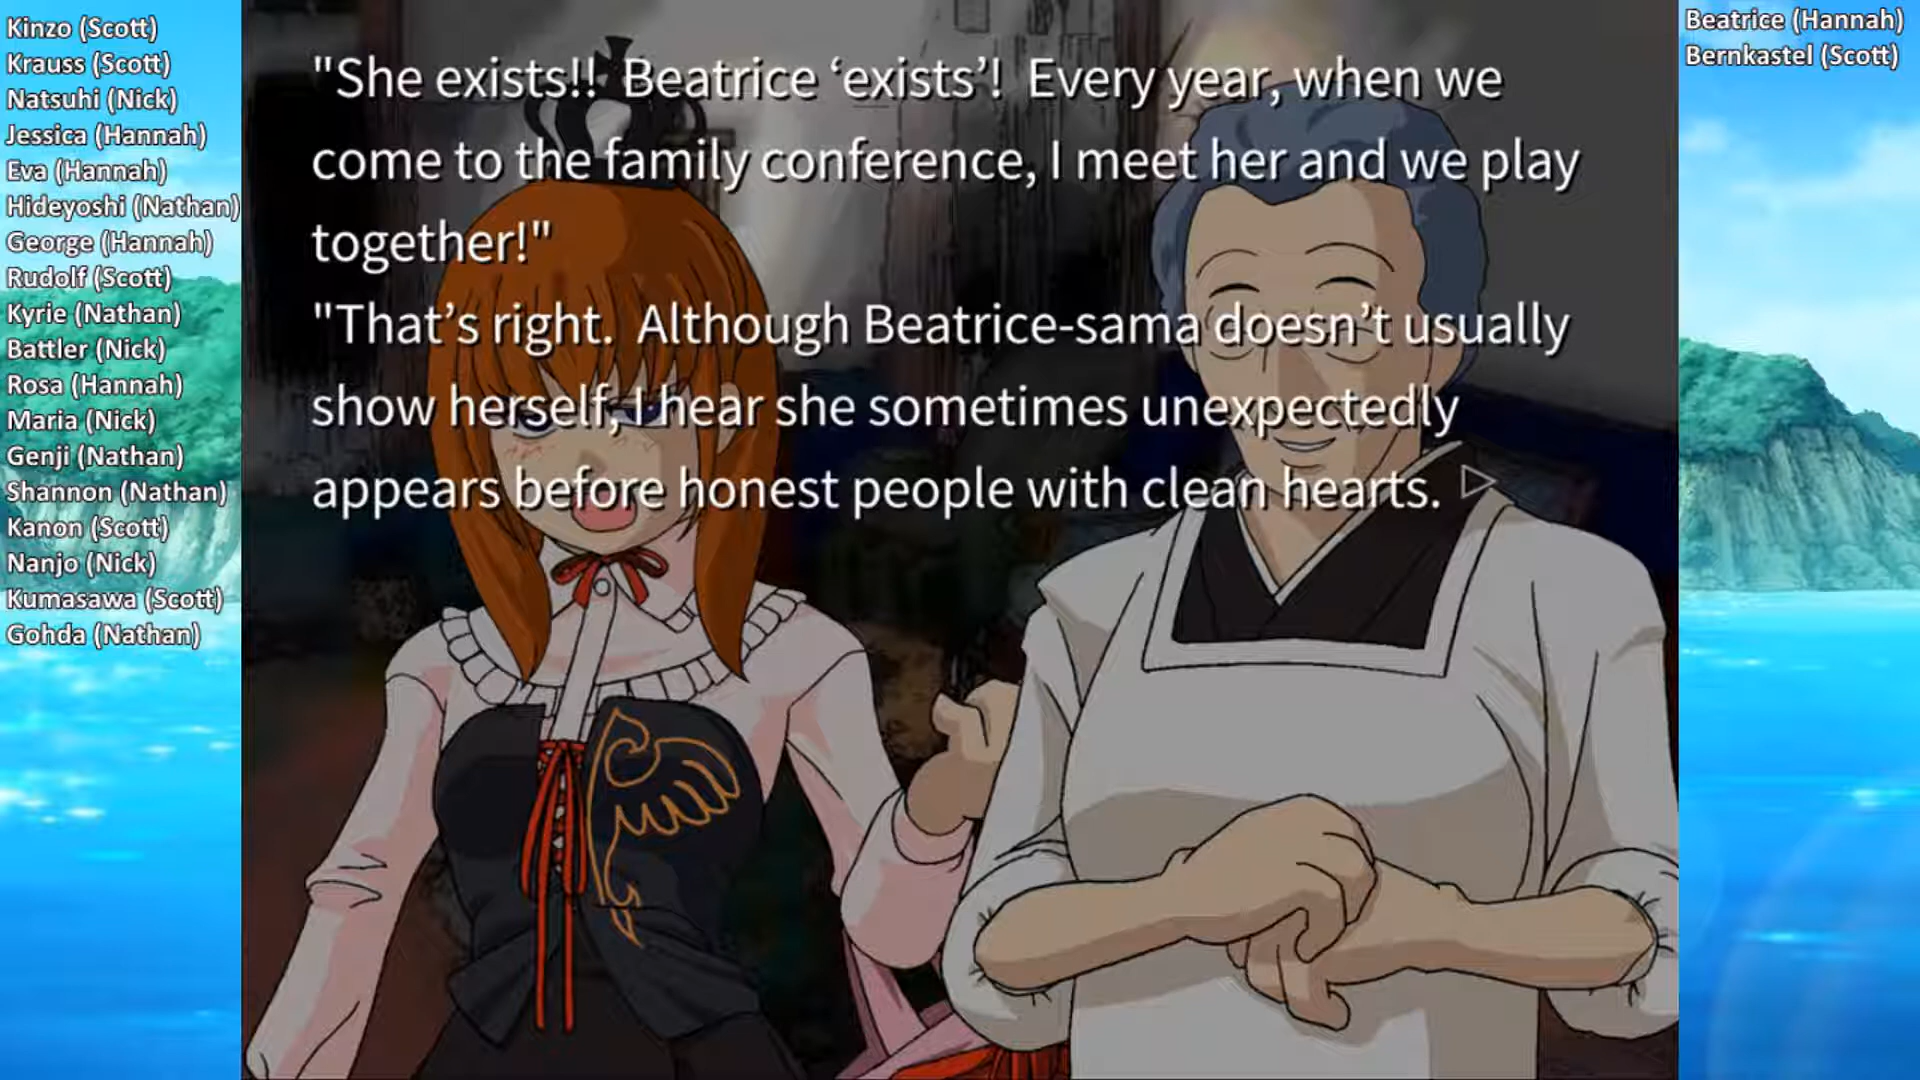 Kinzo (Scott)
Krauss (Scott)
Natsuhi (Nick)
Jessica (Hannah)
Eva (Hannah)
Hideyoshi (Nathan)
George (Hannah)
Rudolf (Scott)
Kyrie (Nathan)
Battler (Nick)
Rosa (Hannah)
Maria (Nick)
Genji (Nathan)
Shannon (Nathan)
Kanon (Scott)
Nanjo (Nick)
Kumasawa (Scott)
Gohda (Nathan)
"She exists!! Beatrice ‘exists’! Every year, when we
come to the family conference, I meet her and we play
together!"
"That’s right. Although Beatrice-sama doesn’t usually
show herself, I hear she sometimes unexpectedly
appears before honest people with clean hearts.
Beatrice (Hannah)
Bernkastel (Scott)